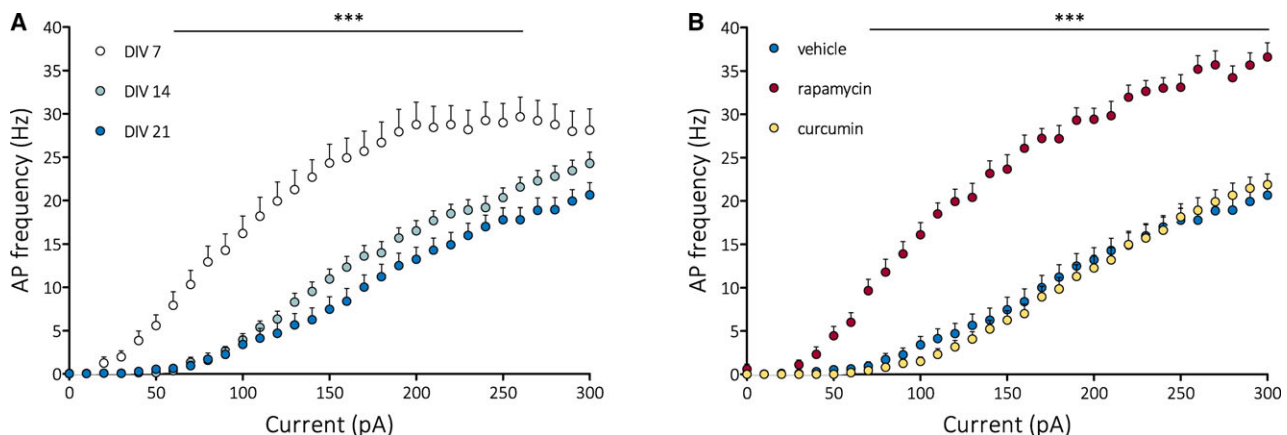 A
***
40
35
30
25
20
15
10
5
0
AP frequency (Hz)
DIV 7
DIV 14
DIV 21
0 50 100 150 200 250 300
Current (pA)
B
***
40
35
30
25
20
15
10
5
0
AP frequency (Hz)
vehicle
rapamycin
curcumin
0 50 100 150 200 250 300
Current (pA)